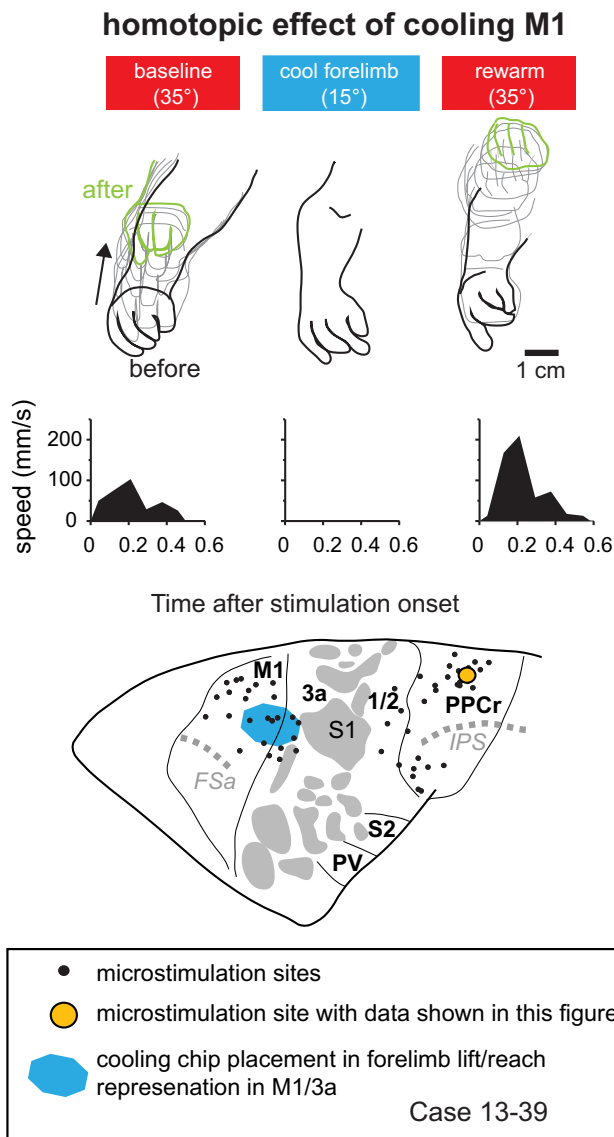 homotopic effect of cooling M1
baseline
(35°)
cool forelimb
(15°)
rewarm
(35°)
after
before
1 cm
speed (mm/s)
200
100
0
0 0.2 0.4 0.6
0 0.2 0.4 0.6
0 0.2 0.4 0.6
Time after stimulation onset
M1
3a
1/2
PPCr
S1
IPS
FSa
S2
PV
microstimulation sites
microstimulation site with data shown in this figure
cooling chip placement in forelimb lift/reach
represenation in M1/3a
Case 13-39